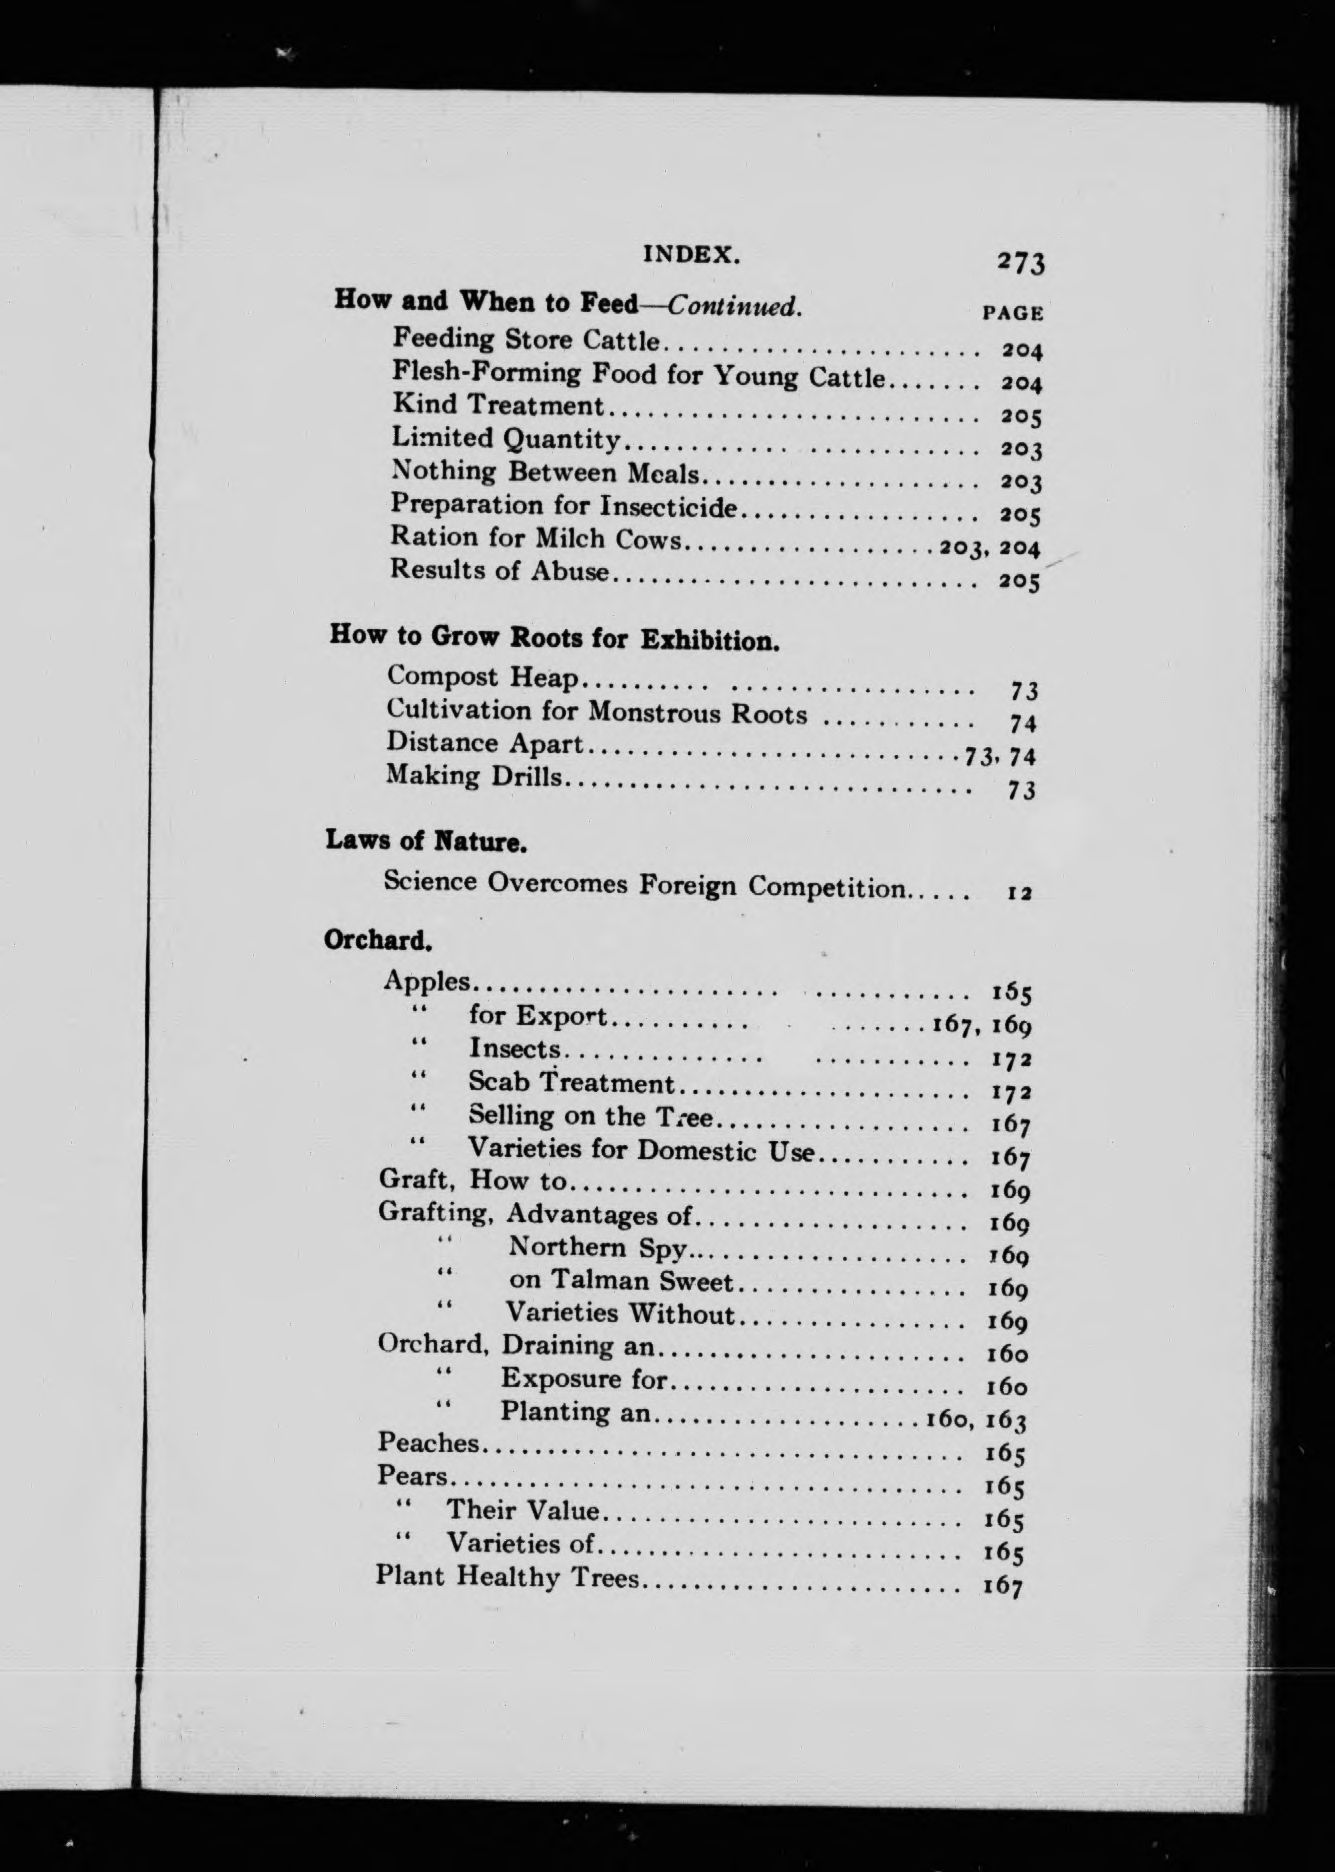 INDEX. 273
How and When to Feed—Continued. PAGE
Feeding Store Cattle........................ 204
Flesh-Forming Food for Young Cattle....... 204
Kind Treatment............................ 205
Limited Quantity............. ............. 203
Nothing Between Meals..................... 203
Preparation for Insecticide.................. 205
Ration for Milch Cows...................203, 204
Results of Abuse............................ 205
How to Grow Roots for Exhibition.
Compost Heap.......... ................. 73
Cultivation for Monstrous Roots ........... 74
Distance Apart............................73, 74
Making Drills............................... 73
Laws of Nature.
Science Overcomes Foreign Competition..... 12
Orchard.
Apples....................... ........... 165
“ for Export........... .......167, 169
“ Insects............... ........... 172
“ Scab Treatment...................... 172
“ Selling on the Tree................... 167
“ Varieties for Domestic Use........... 167
Graft, How to.............................. 169
Grafting, Advantages of..................... 169
“ Northern Spy..................... 169
“ on Talman Sweet................. 169
“ Varieties Without................. 169
Orchard, Draining an....................... 160
“ Exposure for...................... 160
“ Planting an....................160, 163
Peaches.................................... 165
Pears...................................... 165
“ Their Value........................... 165
“ Varieties of............................ 165
Plant Healthy Trees........................ 167